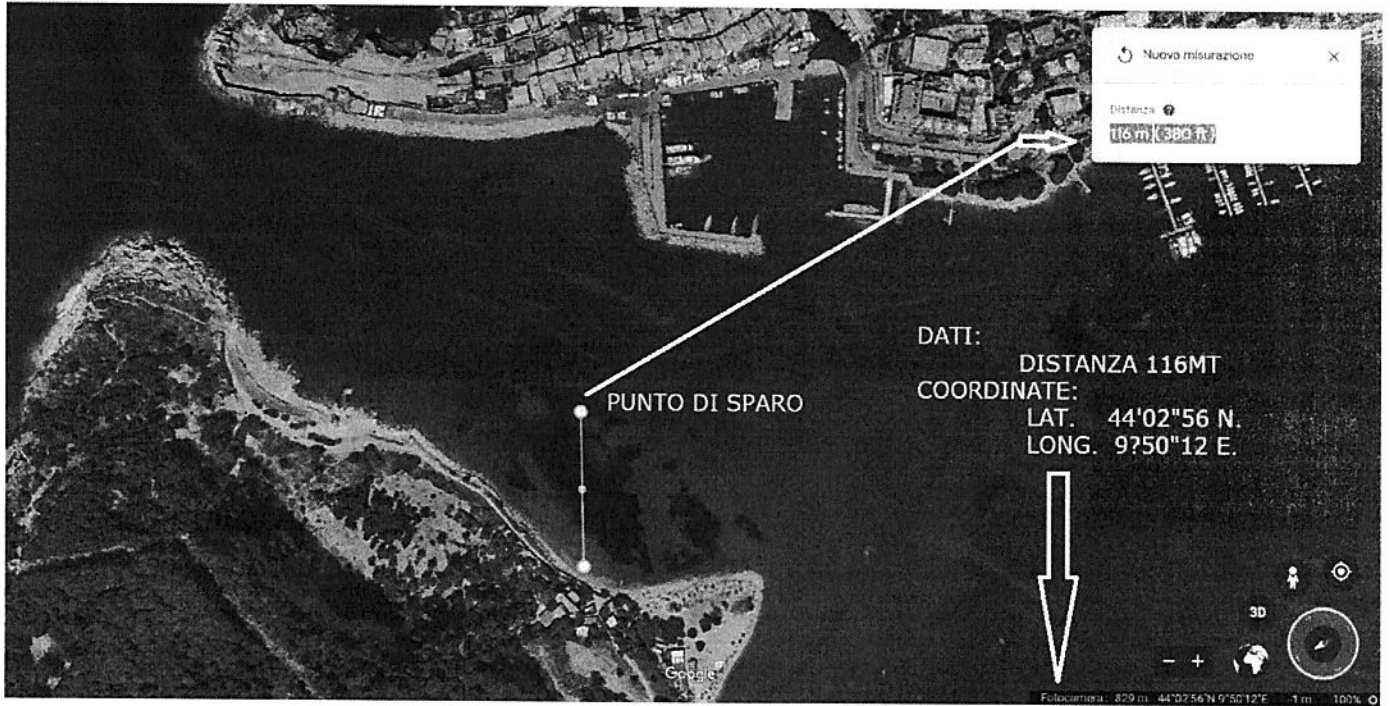 Nuova misurazione
Distanza ?
116 m ( 380 ft )
PUNTO DI SPARO
DATI:
DISTANZA 116MT
COORDINATE:
LAT. 44'02"56 N.
LONG. 9?50"12 E.
3D
Google
Fotocamera: 829 m 44°02'56"N 9°50'12"E -1 m 100%